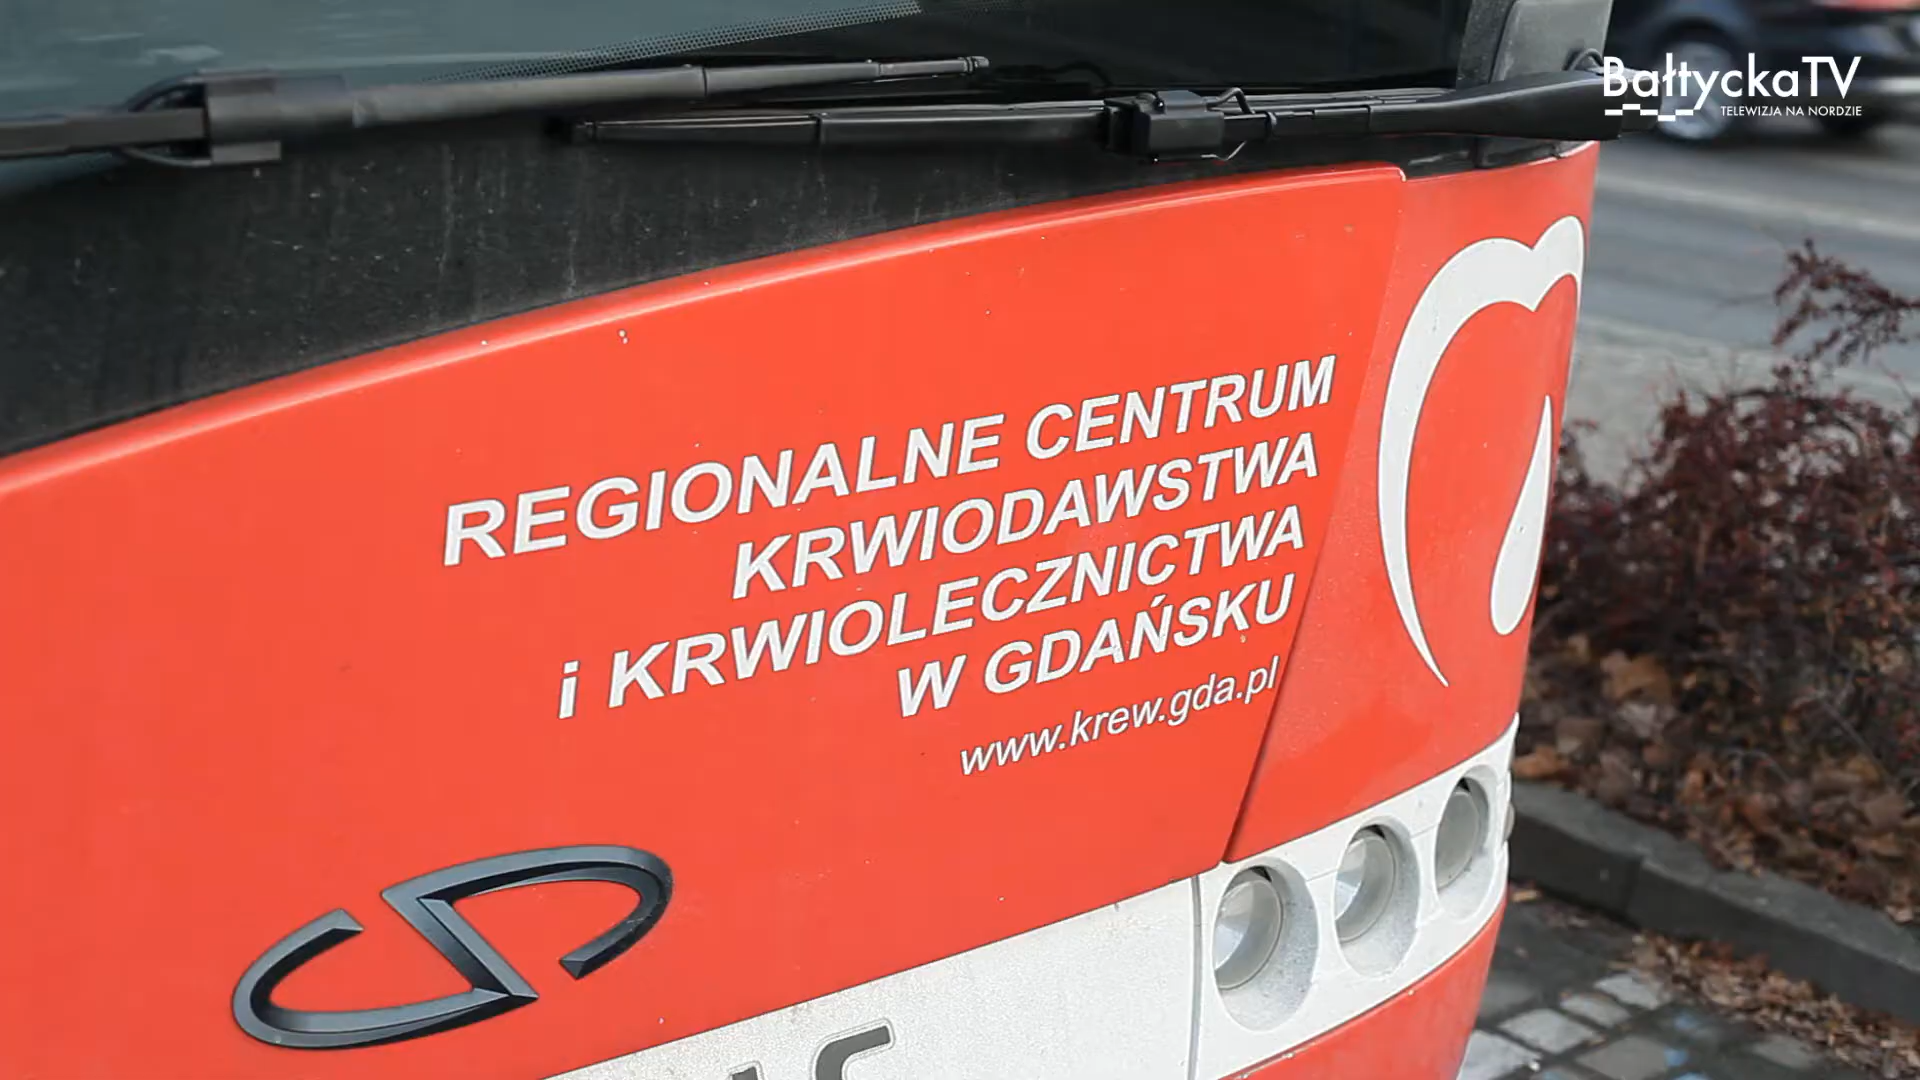 BałtyckaTV
TELEWIZJA NA NORDZIE
REGIONALNE CENTRUM
KRWIODAWSTWA
i KRWIOLECZNICTWA
W GDAŃSKU
www.krew.gda.pl